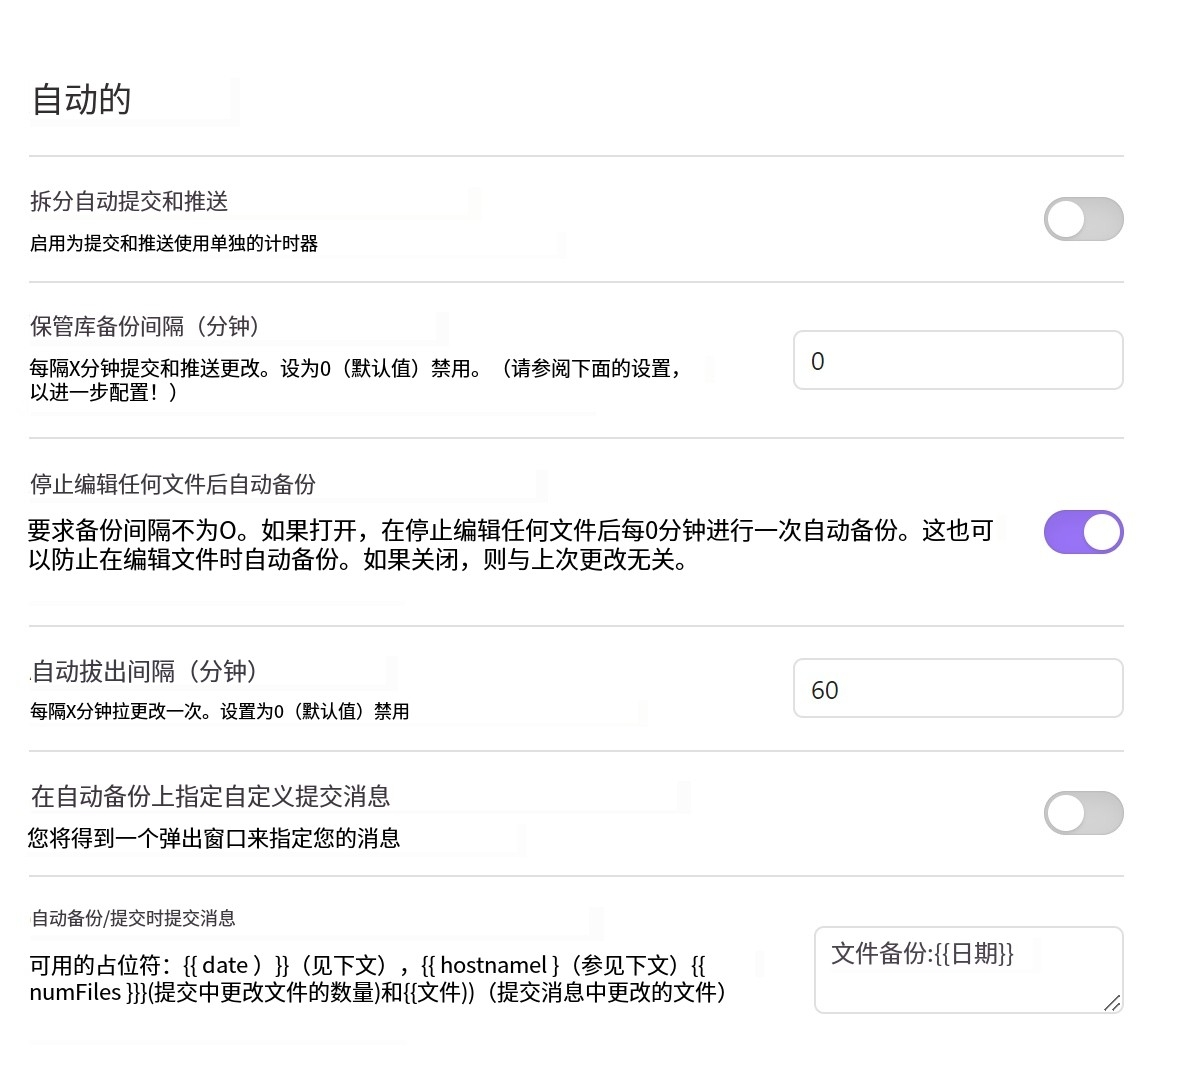 自动的
拆分自动提交和推送
启用为提交和推送使用单独的计时器
保管库备份间隔（分钟）
每隔X分钟提交和推送更改。设为0（默认值）禁用。（请参阅下面的设置，
以进一步配置！）
0
停止编辑任何文件后自动备份
要求备份间隔不为O。如果打开，在停止编辑任何文件后每0分钟进行一次自动备份。这也可
以防止在编辑文件时自动备份。如果关闭，则与上次更改无关。
.自动拔出间隔（分钟）
每隔X分钟拉更改一次。设置为0（默认值）禁用
60
在自动备份上指定自定义提交消息
您将得到一个弹出窗口来指定您的消息
自动备份/提交时提交消息
可用的占位符：{{ date ）}}（见下文），{{ hostnamel }（参见下文）{{
numFiles }}}(提交中更改文件的数量)和{{文件))（提交消息中更改的文件）
文件备份:{{日期}}